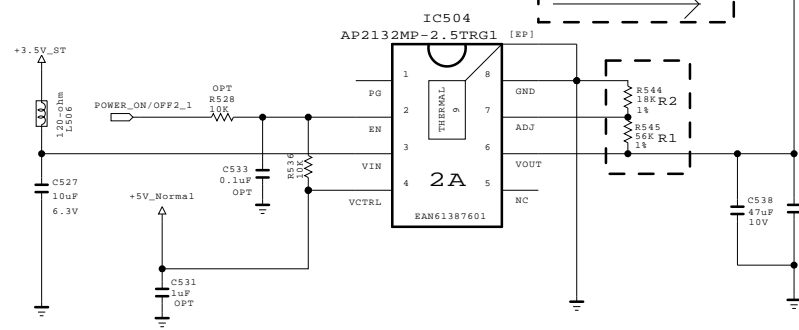 IC504
AP2132MP-2.5TRG1 [EP]
+3.5V_ST
120-ohm
L506
POWER_ON/OFF2_1
OPT
R528
10K
1
PG
2
EN
3
VIN
4
VCTRL
THERMAL
9
8
GND
7
ADJ
6
VOUT
5
NC
2A
EAN61387601
R544
18K R2
1%
R545
56K R1
1%
C533
0.1uF
OPT
R536
10K
C527
10uF
6.3V
+5V_Normal
C531
1uF
OPT
C538
47uF
10V